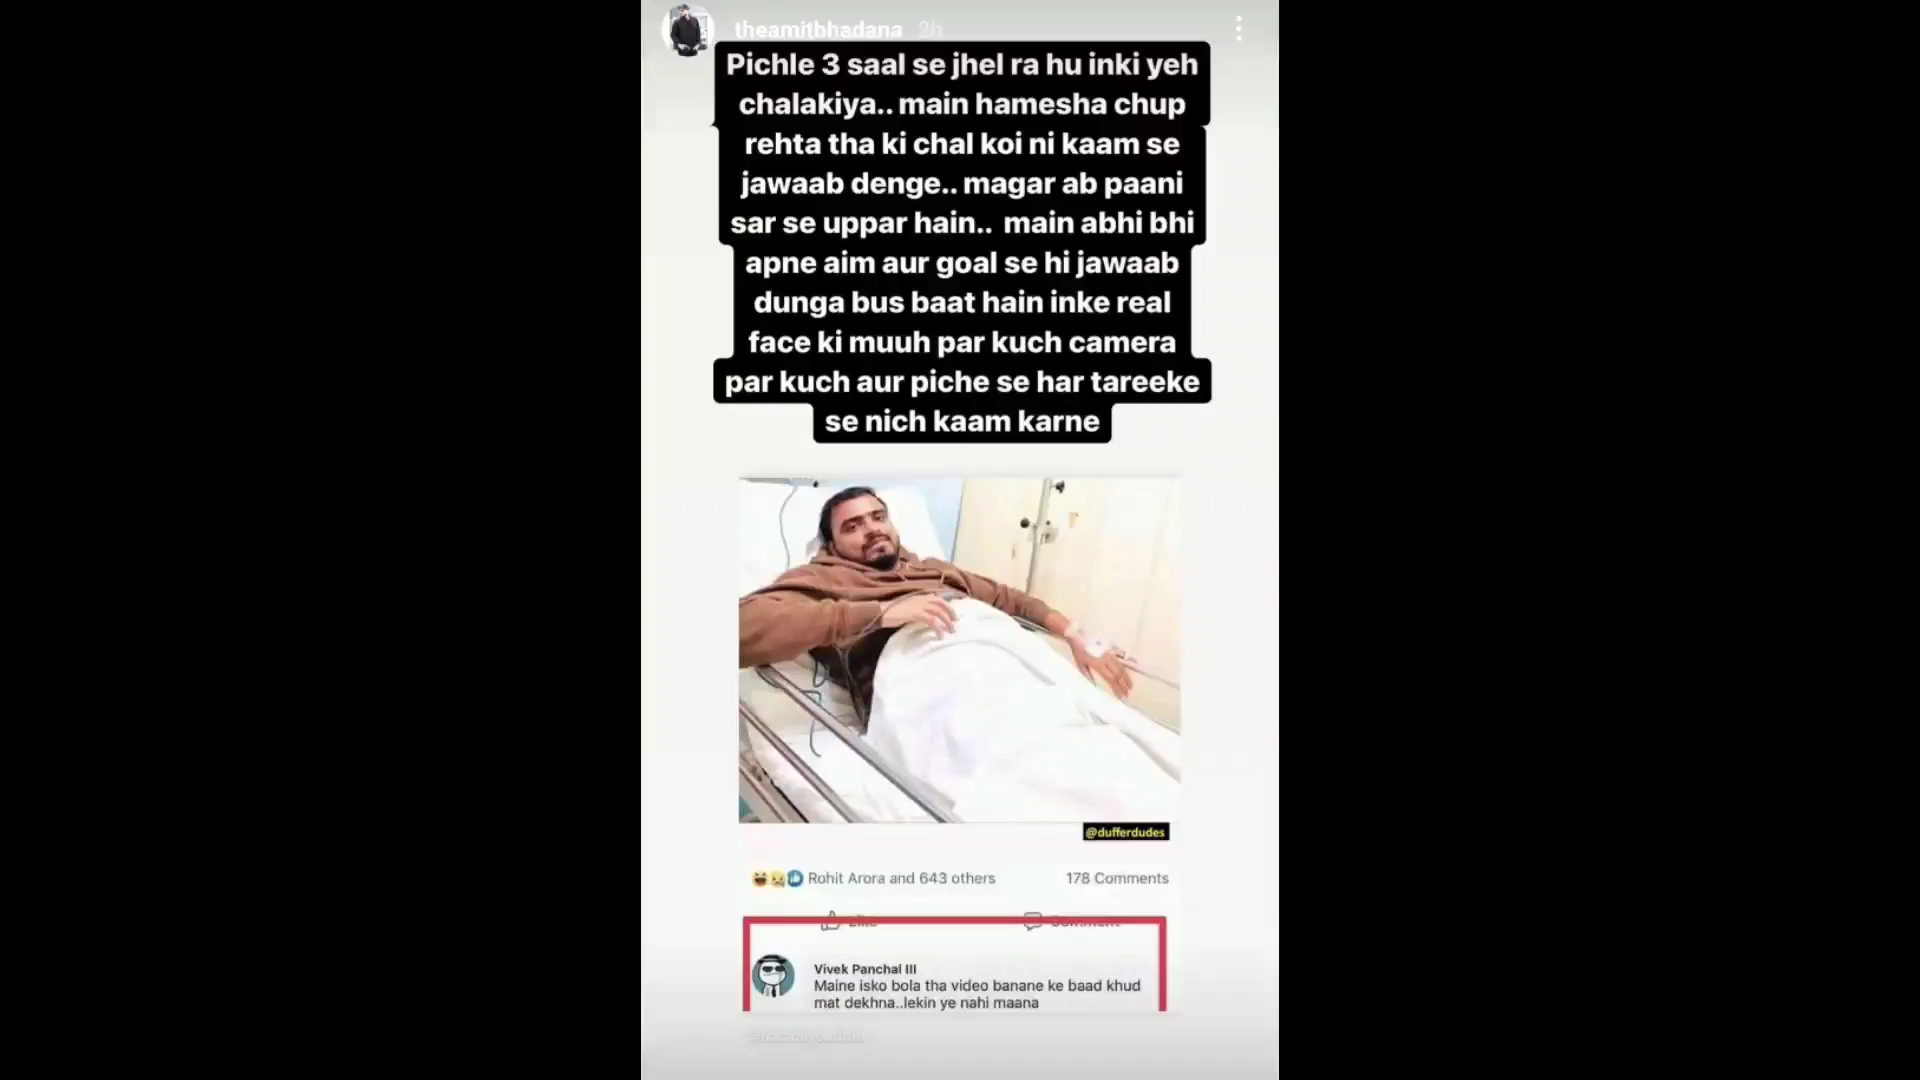 theamitbhadana 2h
Pichle 3 saal se jhel ra hu inki yeh
chalakiya.. main hamesha chup
rehta tha ki chal koi ni kaam se
jawaab denge.. magar ab paani
sar se uppar hain.. main abhi bhi
apne aim aur goal se hi jawaab
dunga bus baat hain inke real
face ki muuh par kuch camera
par kuch aur piche se har tareeke
se nich kaam karne
@dufferdudes
Rohit Arora and 643 others 178 Comments
Like Comment
Vivek Panchal III
Maine isko bola tha video banane ke baad khud
mat dekhna..lekin ye nahi maana